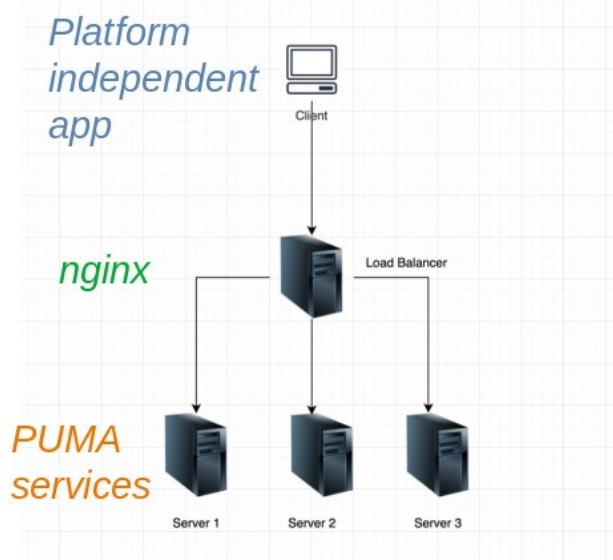 Platform
independent
app
Client
nginx
Load Balancer
PUMA
services
Server 1
Server 2
Server 3